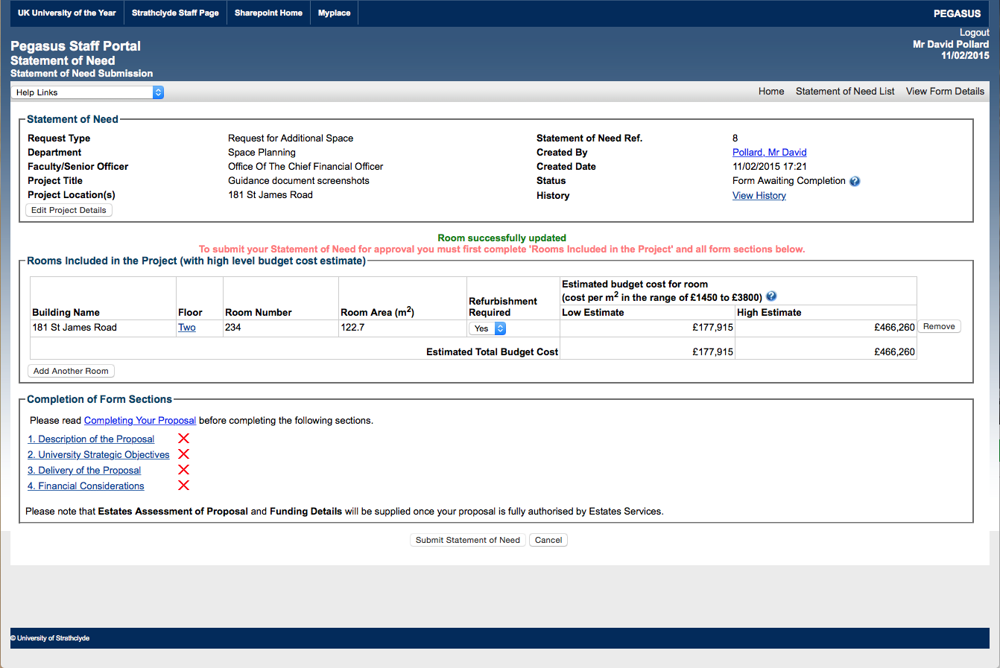 UK University of the Year Strathclyde Staff Page Sharepoint Home Myplace PEGASUS
Logout
Mr David Pollard
11/02/2015
Pegasus Staff Portal
Statement of Need
Statement of Need Submission
Help Links Home Statement of Need List View Form Details
Statement of Need
Request Type Request for Additional Space Statement of Need Ref. 8
Department Space Planning Created By Pollard, Mr David
Faculty/Senior Officer Office Of The Chief Financial Officer Created Date 11/02/2015 17:21
Project Title Guidance document screenshots Status Form Awaiting Completion ?
Project Location(s) 181 St James Road History View History
Edit Project Details
Room successfully updated
To submit your Statement of Need for approval you must first complete 'Rooms Included in the Project' and all form sections below.
Rooms Included in the Project (with high level budget cost estimate)
Estimated budget cost for room
(cost per m² in the range of £1450 to £3800) ?
Building Name Floor Room Number Room Area (m²) Refurbishment Required Low Estimate High Estimate
181 St James Road Two 234 122.7 Yes £177,915 £466,260 Remove
Estimated Total Budget Cost £177,915 £466,260
Add Another Room
Completion of Form Sections
Please read Completing Your Proposal before completing the following sections.
1. Description of the Proposal
2. University Strategic Objectives
3. Delivery of the Proposal
4. Financial Considerations
Please note that Estates Assessment of Proposal and Funding Details will be supplied once your proposal is fully authorised by Estates Services.
Submit Statement of Need Cancel
© University of Strathclyde